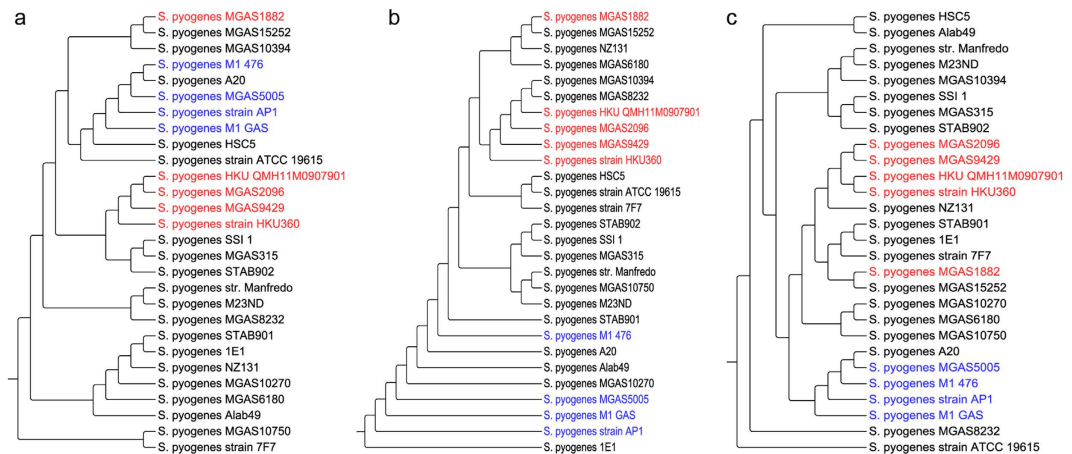 a
S. pyogenes MGAS1882
S. pyogenes MGAS15252
S. pyogenes MGAS10394
S. pyogenes M1 476
S. pyogenes A20
S. pyogenes MGAS5005
S. pyogenes strain AP1
S. pyogenes M1 GAS
S. pyogenes HSC5
S. pyogenes strain ATCC 19615
S. pyogenes HKU QMH11M0907901
S. pyogenes MGAS2096
S. pyogenes MGAS9429
S. pyogenes strain HKU360
S. pyogenes SSI 1
S. pyogenes MGAS315
S. pyogenes STAB902
S. pyogenes str. Manfredo
S. pyogenes M23ND
S. pyogenes MGAS8232
S. pyogenes STAB901
S. pyogenes 1E1
S. pyogenes NZ131
S. pyogenes MGAS10270
S. pyogenes MGAS6180
S. pyogenes Alab49
S. pyogenes MGAS10750
S. pyogenes strain 7F7
b
S. pyogenes MGAS1882
S. pyogenes MGAS15252
S. pyogenes NZ131
S. pyogenes MGAS6180
S. pyogenes MGAS10394
S. pyogenes MGAS8232
S. pyogenes HKU QMH11M0907901
S. pyogenes MGAS2096
S. pyogenes MGAS9429
S. pyogenes strain HKU360
S. pyogenes HSC5
S. pyogenes strain ATCC 19615
S. pyogenes strain 7F7
S. pyogenes STAB902
S. pyogenes SSI 1
S. pyogenes MGAS315
S. pyogenes str. Manfredo
S. pyogenes MGAS10750
S. pyogenes M23ND
S. pyogenes STAB901
S. pyogenes M1 476
S. pyogenes A20
S. pyogenes Alab49
S. pyogenes MGAS10270
S. pyogenes MGAS5005
S. pyogenes M1 GAS
S. pyogenes strain AP1
S. pyogenes 1E1
c
S. pyogenes HSC5
S. pyogenes Alab49
S. pyogenes str. Manfredo
S. pyogenes M23ND
S. pyogenes MGAS10394
S. pyogenes SSI 1
S. pyogenes MGAS315
S. pyogenes STAB902
S. pyogenes MGAS2096
S. pyogenes MGAS9429
S. pyogenes HKU QMH11M0907901
S. pyogenes strain HKU360
S. pyogenes NZ131
S. pyogenes STAB901
S. pyogenes 1E1
S. pyogenes strain 7F7
S. pyogenes MGAS1882
S. pyogenes MGAS15252
S. pyogenes MGAS10270
S. pyogenes MGAS6180
S. pyogenes MGAS10750
S. pyogenes A20
S. pyogenes MGAS5005
S. pyogenes M1 476
S. pyogenes strain AP1
S. pyogenes M1 GAS
S. pyogenes MGAS8232
S. pyogenes strain ATCC 19615